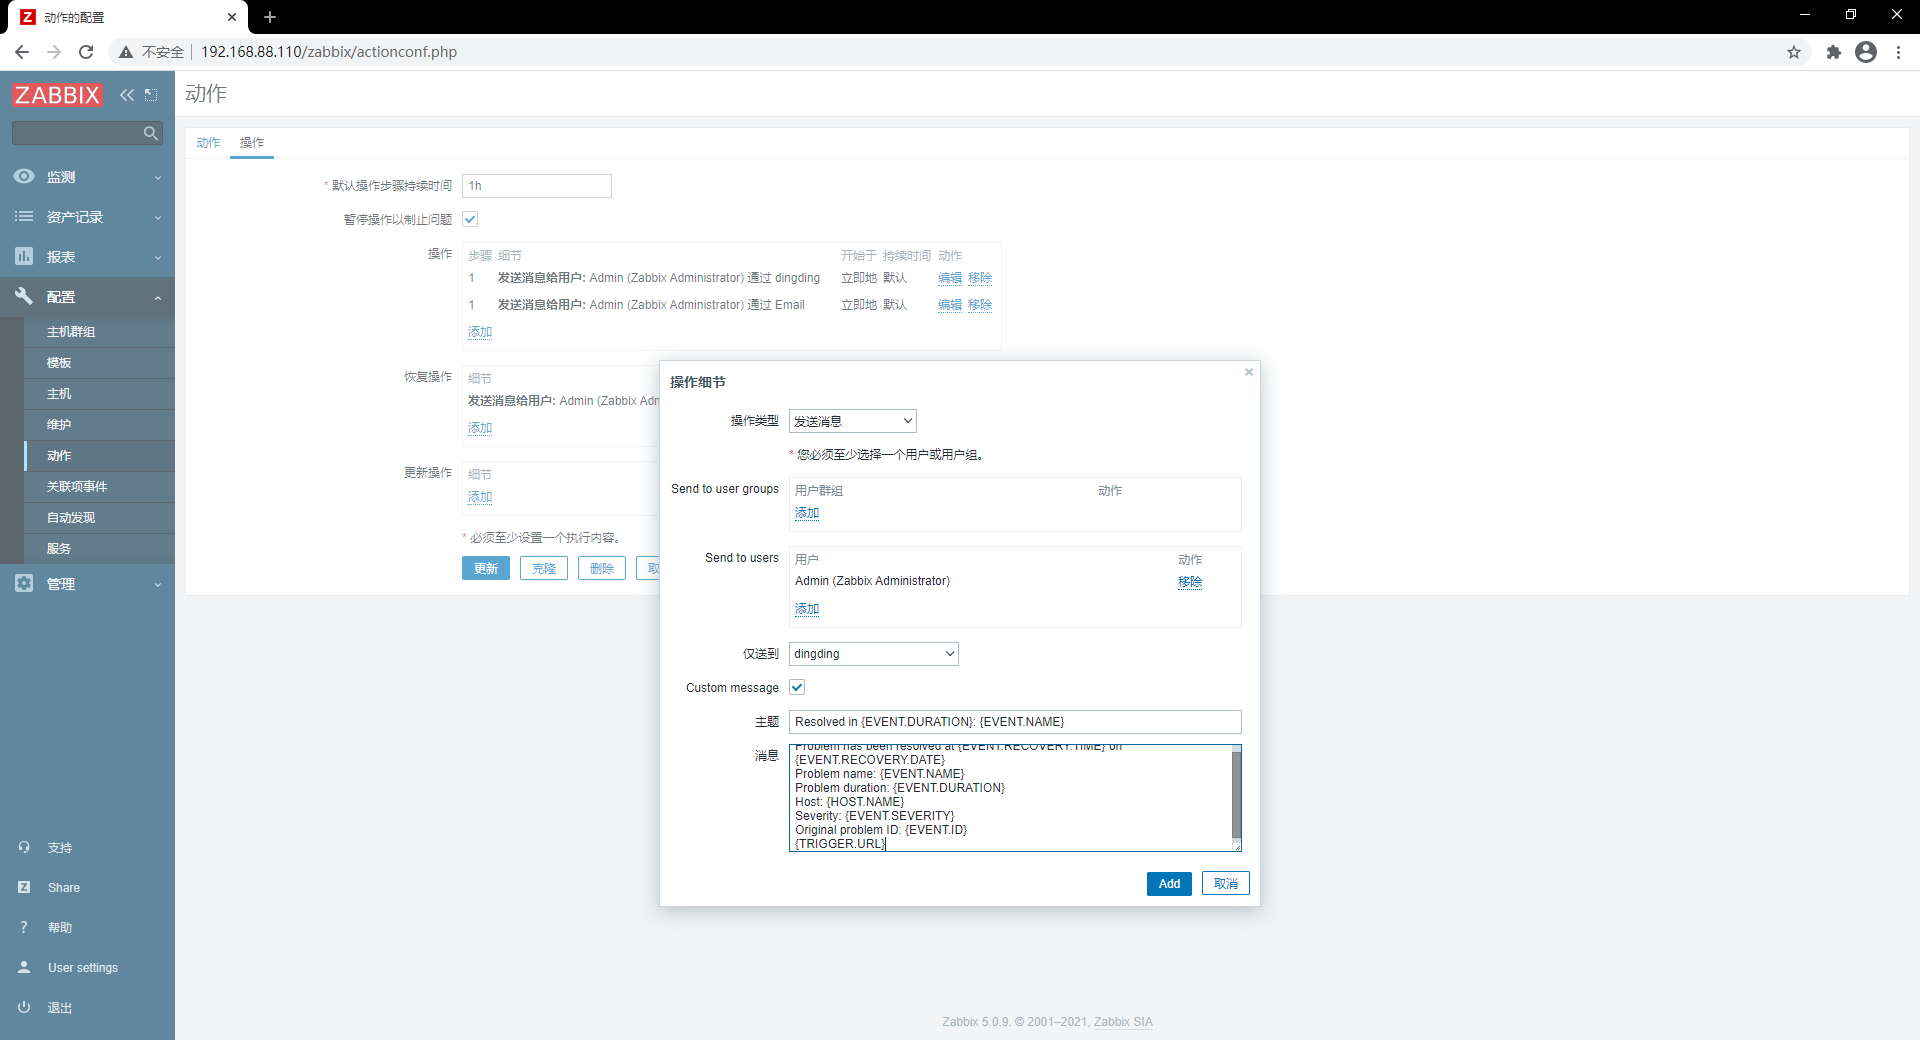 动作的配置
不安全
192.168.88.110/zabbix/actionconf.php
ZABBIX
动作
监测
资产记录
报表
配置
主机群组
模板
主机
维护
动作
关联项事件
自动发现
服务
管理
支持
Share
帮助
User settings
退出
动作 操作
* 默认操作步骤持续时间 1h
暂停操作以制止问题
操作
步骤 细节 开始于 持续时间 动作
1 发送消息给用户: Admin (Zabbix Administrator) 通过 dingding 立即地 默认 编辑 移除
1 发送消息给用户: Admin (Zabbix Administrator) 通过 Email 立即地 默认 编辑 移除
添加
恢复操作 细节
发送消息给用户: Admin (Zabbix Adn
添加
更新操作 细节
添加
* 必须至少设置一个执行内容。
更新 克隆 删除 取
操作细节
操作类型 发送消息
* 您必须至少选择一个用户或用户组。
Send to user groups 用户群组 动作
添加
Send to users 用户 动作
Admin (Zabbix Administrator) 移除
添加
仅送到 dingding
Custom message
主题 Resolved in {EVENT.DURATION}: {EVENT.NAME}
消息
Problem has been resolved at {EVENT.RECOVERY.TIME} on
{EVENT.RECOVERY.DATE}
Problem name: {EVENT.NAME}
Problem duration: {EVENT.DURATION}
Host: {HOST.NAME}
Severity: {EVENT.SEVERITY}
Original problem ID: {EVENT.ID}
{TRIGGER.URL}
Add 取消
Zabbix 5.0.9. © 2001–2021, Zabbix SIA